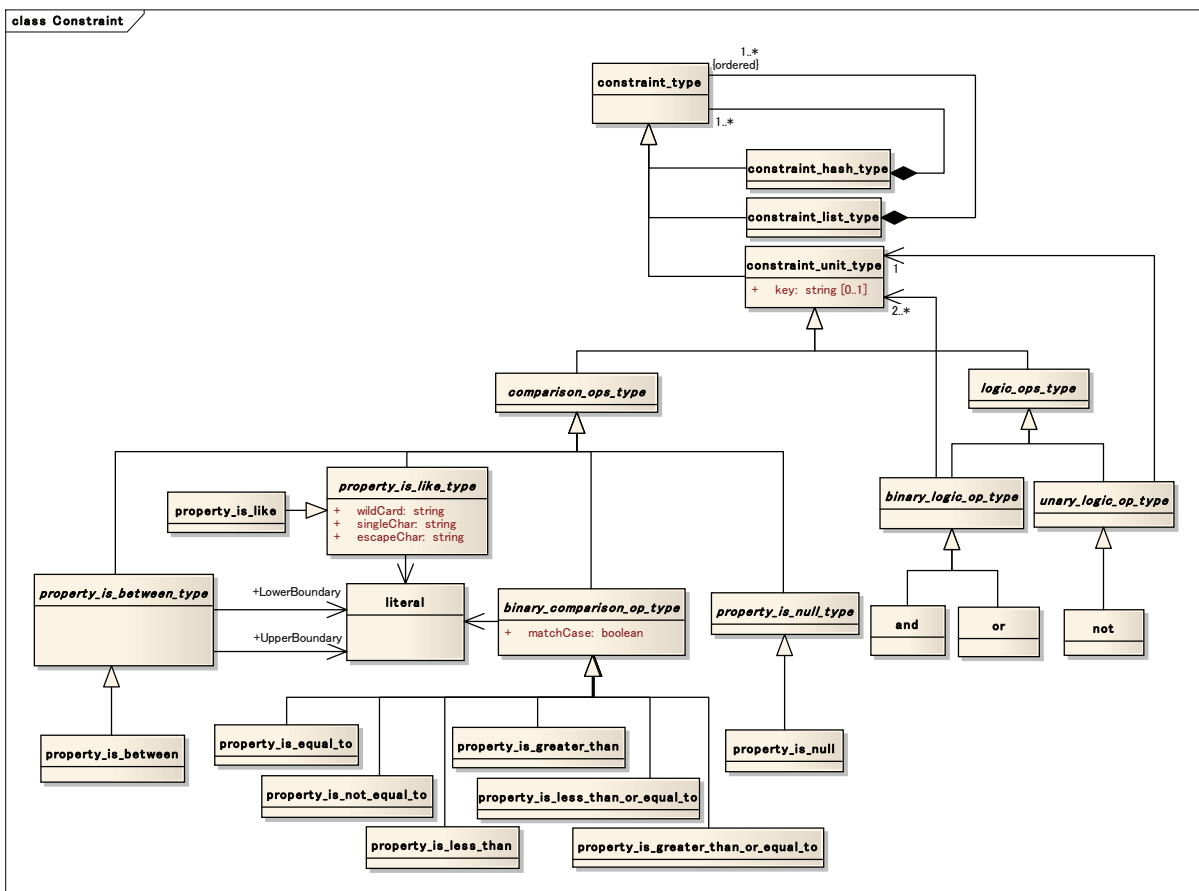 class Constraint
1..*
{ordered}
constraint_type
1..*
constraint_hash_type
constraint_list_type
constraint_unit_type
+ key: string [0..1]
1
2..*
comparison_ops_type
logic_ops_type
property_is_like_type
+ wildCard: string
+ singleChar: string
+ escapeChar: string
property_is_like
binary_logic_op_type
unary_logic_op_type
property_is_between_type
+LowerBoundary
+UpperBoundary
literal
binary_comparison_op_type
+ matchCase: boolean
property_is_null_type
and
or
not
property_is_between
property_is_equal_to
property_is_greater_than
property_is_null
property_is_not_equal_to
property_is_less_than_or_equal_to
property_is_less_than
property_is_greater_than_or_equal_to